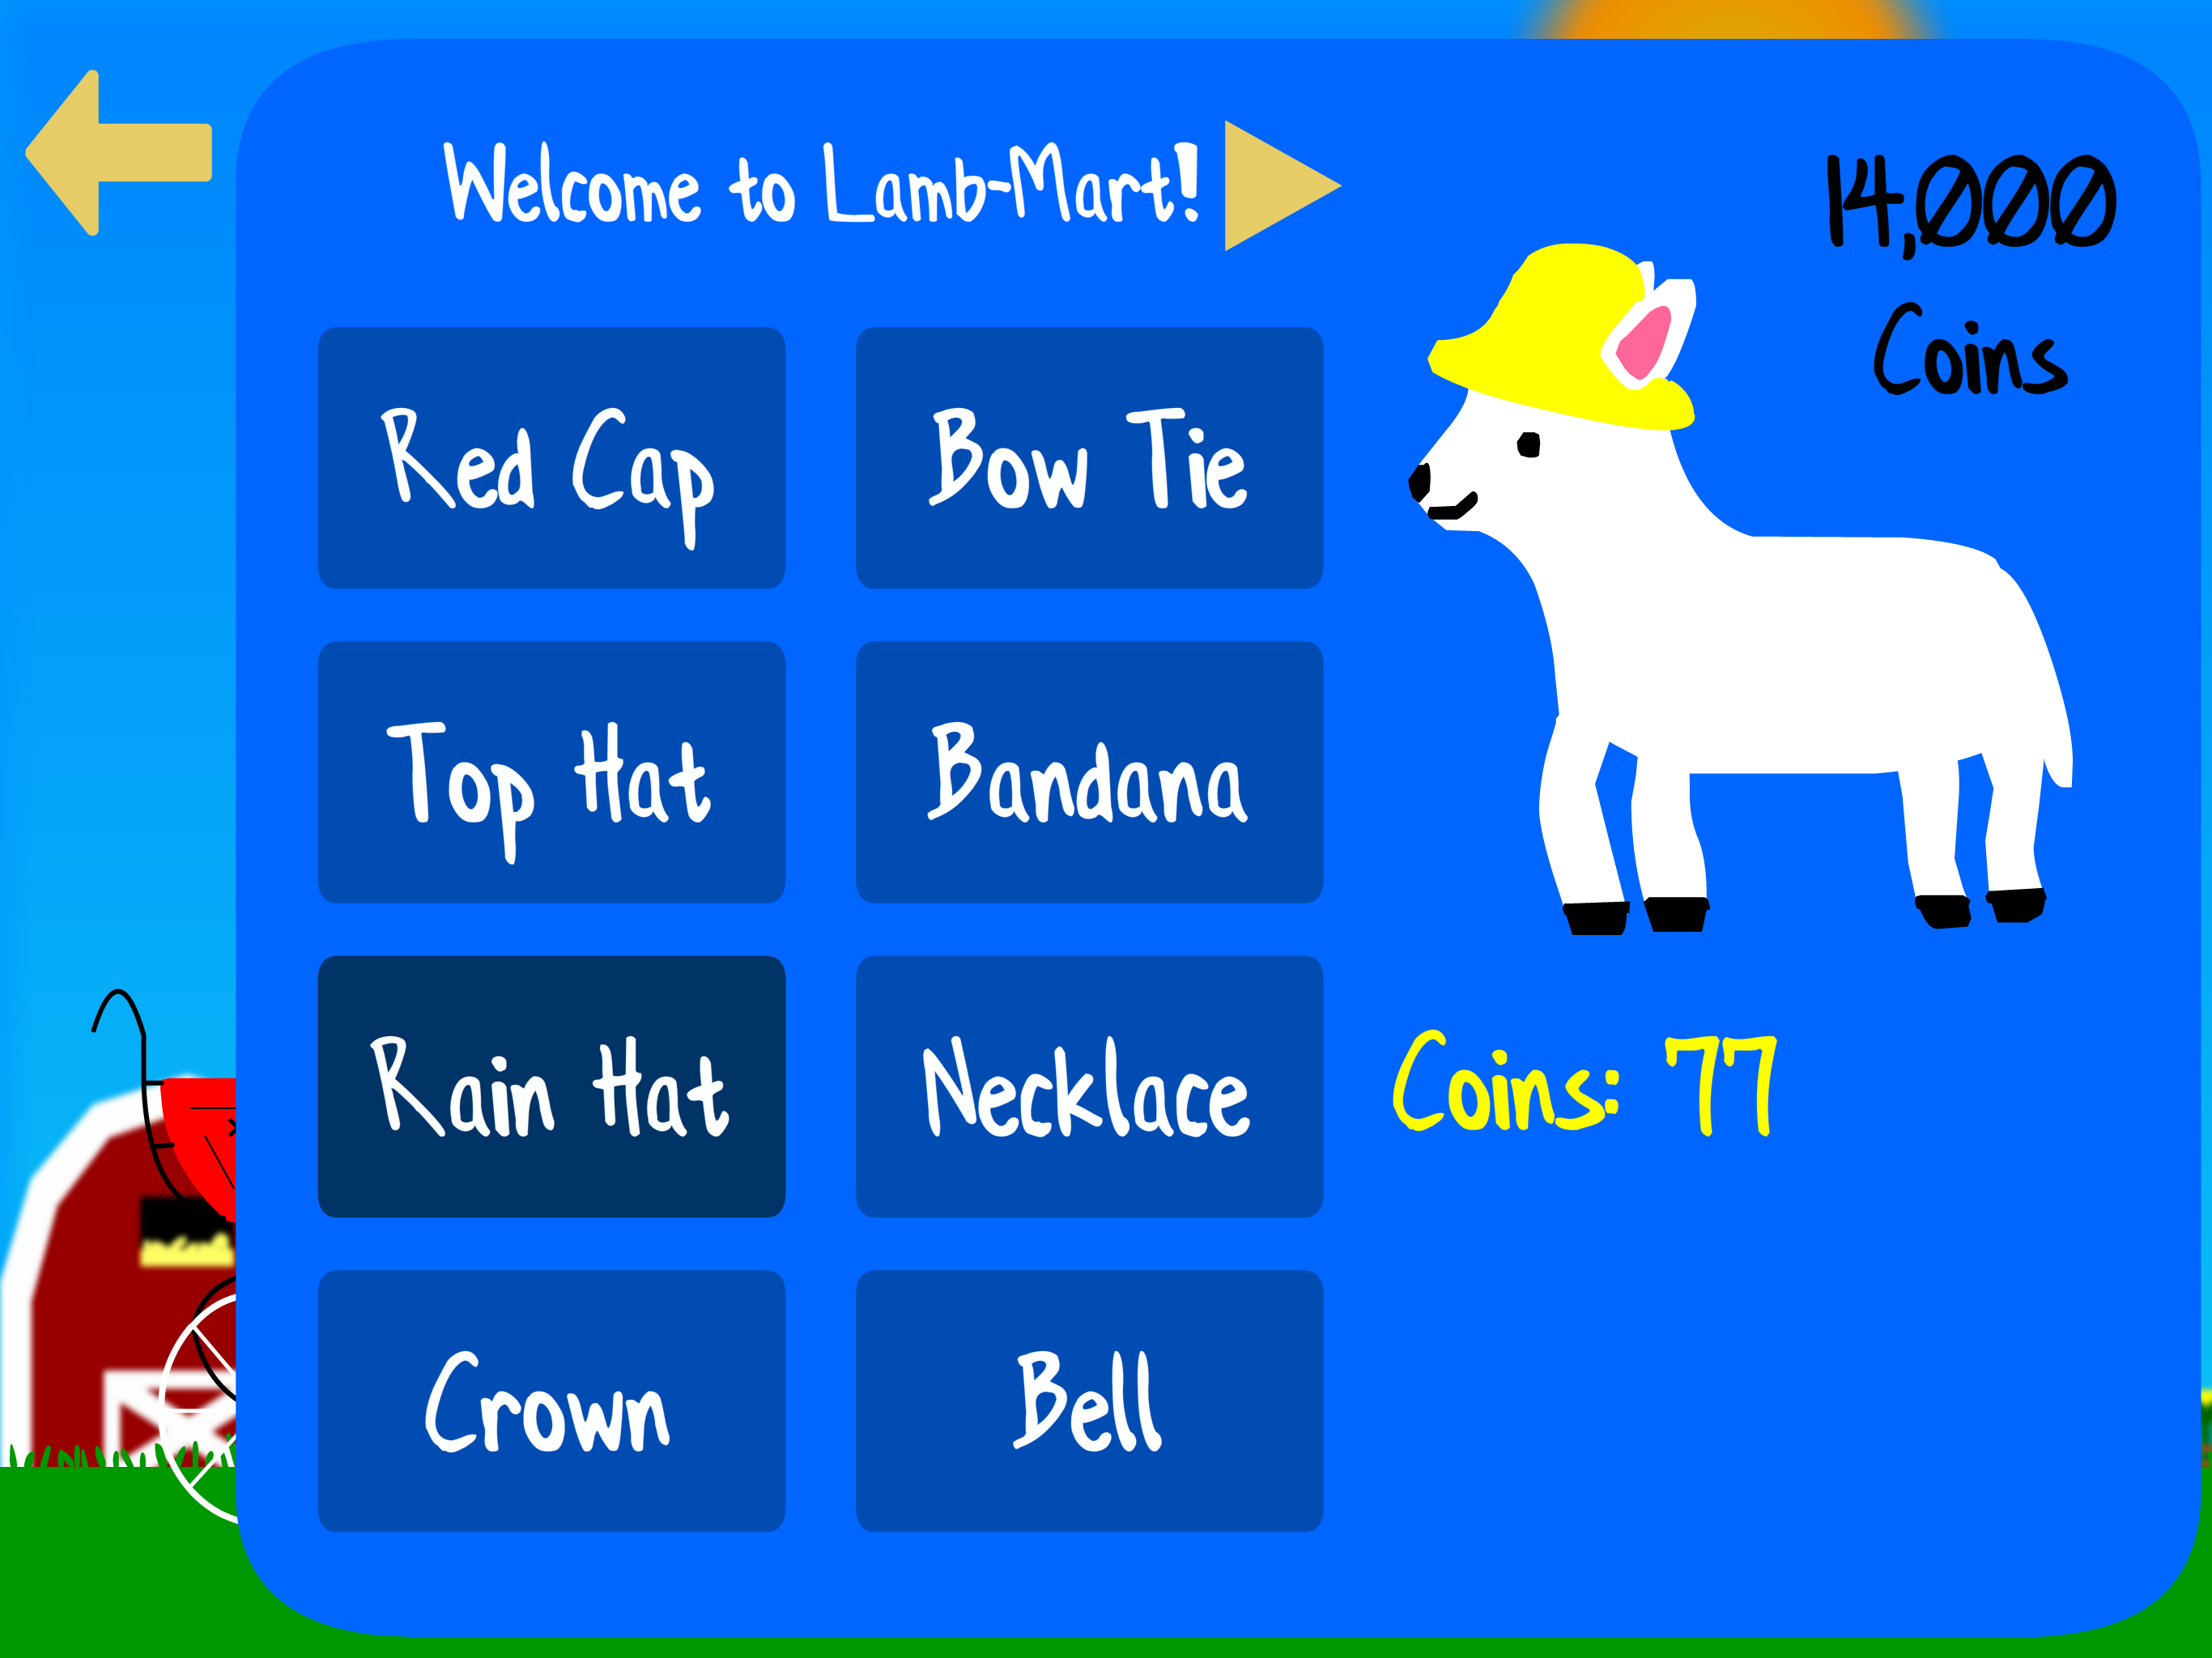 Welcome to Lamb-Mart!
14,000
Coins
Red Cap
Bow Tie
Top Hat
Bandana
Rain Hat
Necklace
Coins: 77
Crown
Bell